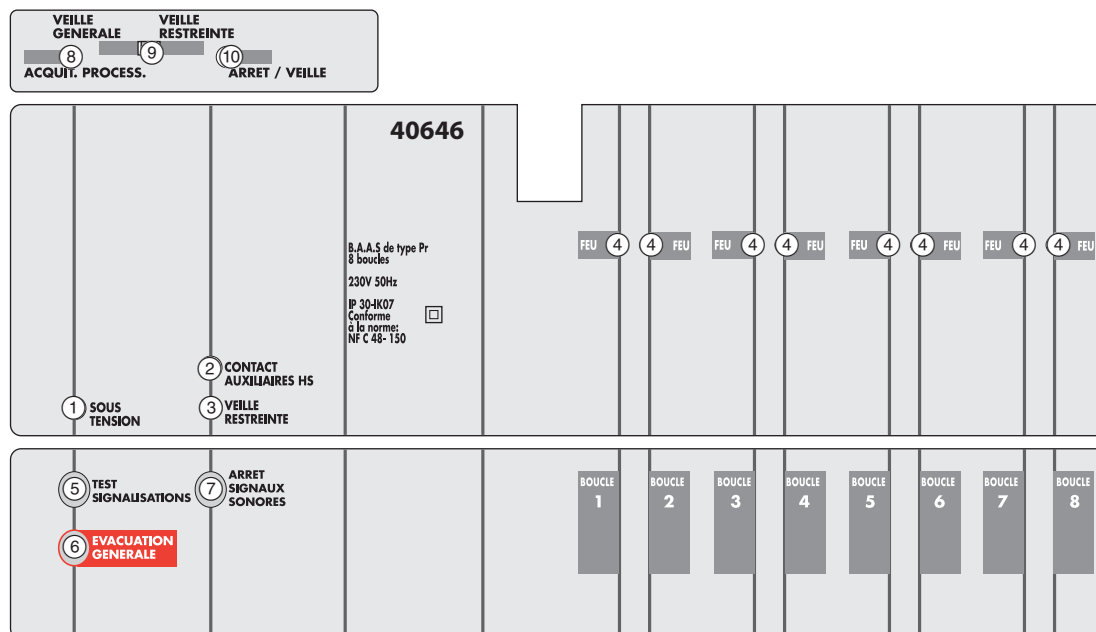 VEILLE
GENERALE
VEILLE
RESTREINTE
8
9
10
ACQUIT. PROCESS.
ARRET / VEILLE
40646
FEU 4
4 FEU
FEU 4
4 FEU
FEU 4
4 FEU
FEU 4
4 FEU
B.A.A.S de type Pr
8 boucles
230V 50Hz
IP 30-IK07
Conforme
à la norme:
NF C 48- 150
2 CONTACT
AUXILIAIRES HS
1 SOUS
TENSION
3 VEILLE
RESTREINTE
5 TEST
SIGNALISATIONS
7 ARRET
SIGNAUX
SONORES
6 EVACUATION
GENERALE
BOUCLE
1
BOUCLE
2
BOUCLE
3
BOUCLE
4
BOUCLE
5
BOUCLE
6
BOUCLE
7
BOUCLE
8